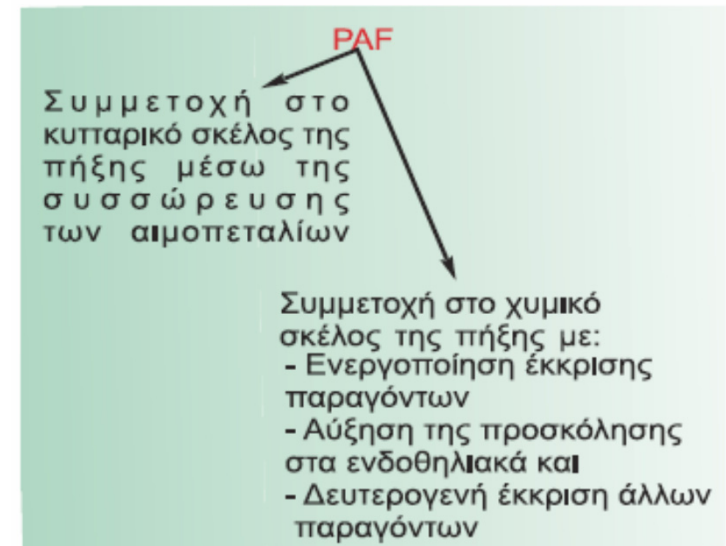 PAF
Συμμετοχή στο
κυτταρικό σκέλος της
πήξης μέσω της
συσσώρευσης
των αιμοπεταλίων
Συμμετοχή στο χυμικό
σκέλος της πήξης με:
- Ενεργοποίηση έκκρισης
παραγόντων
- Αύξηση της προσκόλησης
στα ενδοθηλιακά και
- Δευτερογενή έκκριση άλλων
παραγόντων